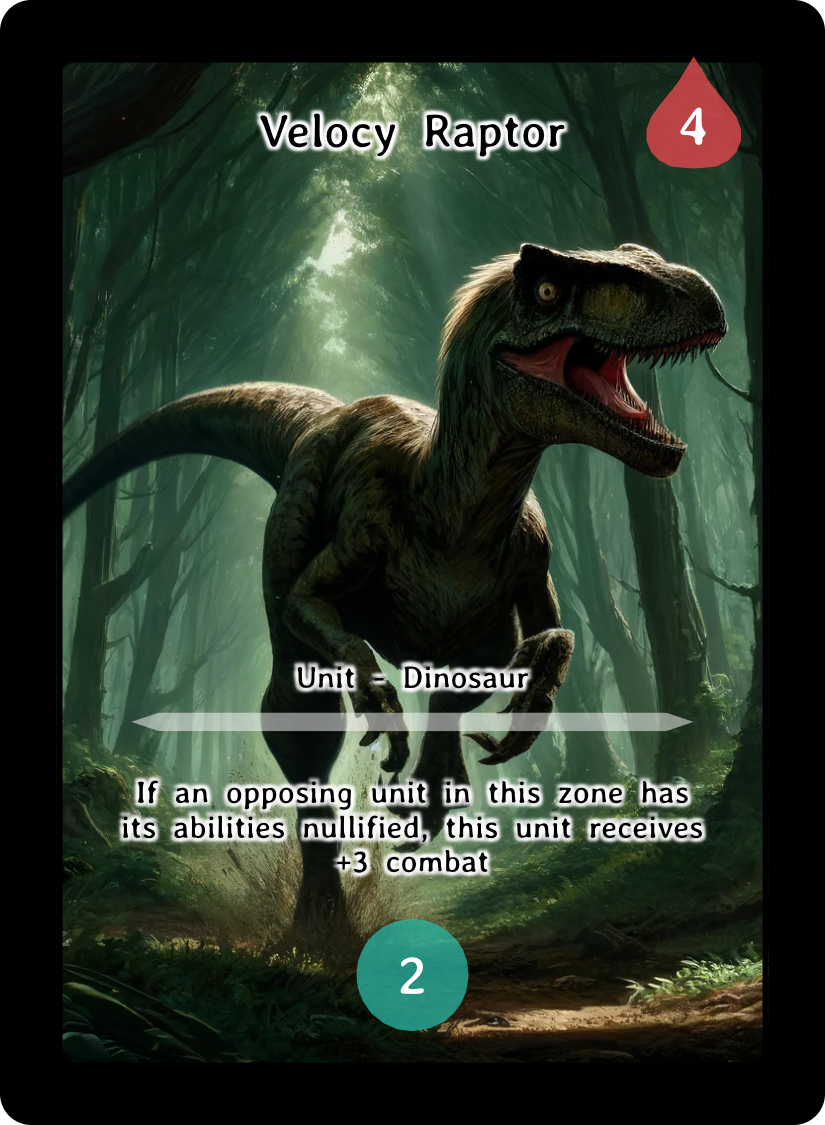 Velocy Raptor
4
Unit - Dinosaur
If an opposing unit in this zone has
its abilities nullified, this unit receives
+3 combat
2